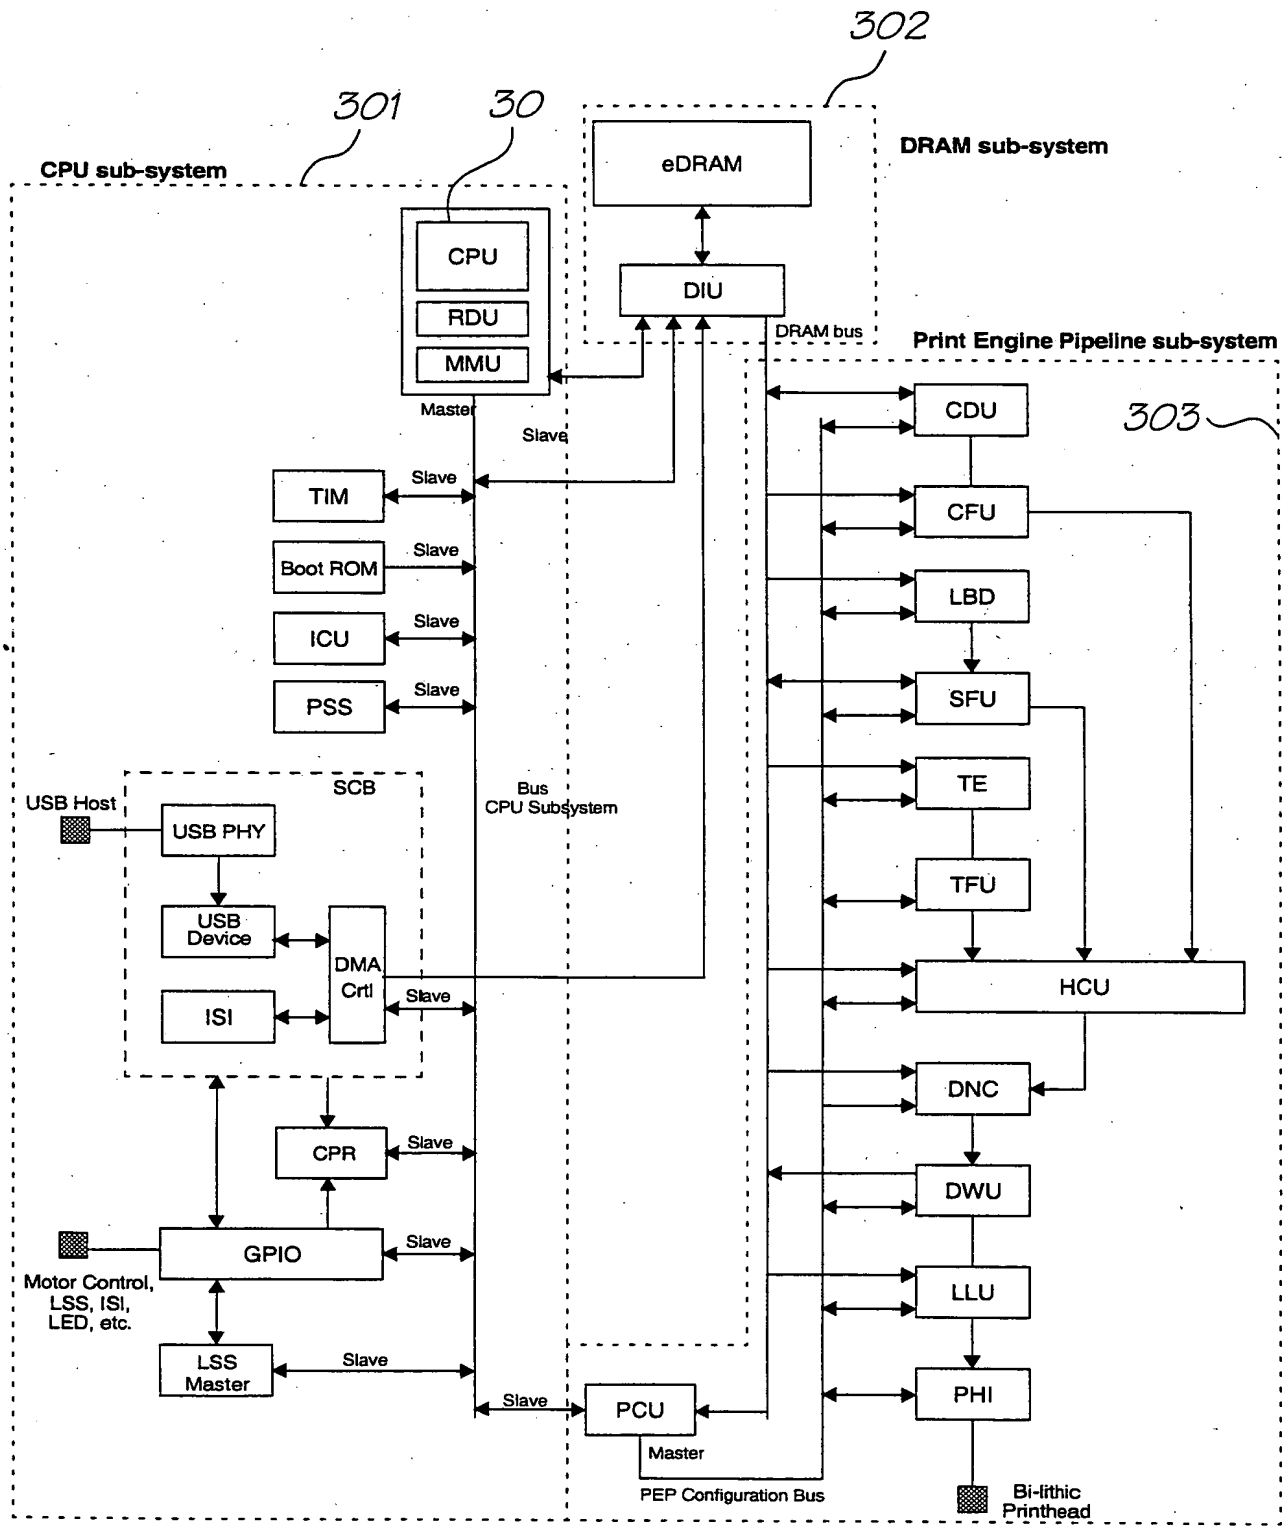 302
301
30
CPU sub-system
DRAM sub-system
eDRAM
CPU
RDU
MMU
DIU
DRAM bus
Print Engine Pipeline sub-system
303
Master
Slave
CDU
Slave
TIM
CFU
Slave
Boot ROM
LBD
Slave
ICU
Slave
PSS
SFU
SCB
Bus
CPU Subsystem
TE
USB Host
USB PHY
TFU
USB
Device
DMA
Crtl
Slave
ISI
HCU
DNC
Slave
CPR
DWU
Slave
GPIO
Motor Control,
LSS, ISI,
LED, etc.
LLU
LSS
Master
Slave
PHI
Slave
PCU
Master
PEP Configuration Bus
Bi-lithic
Printhead